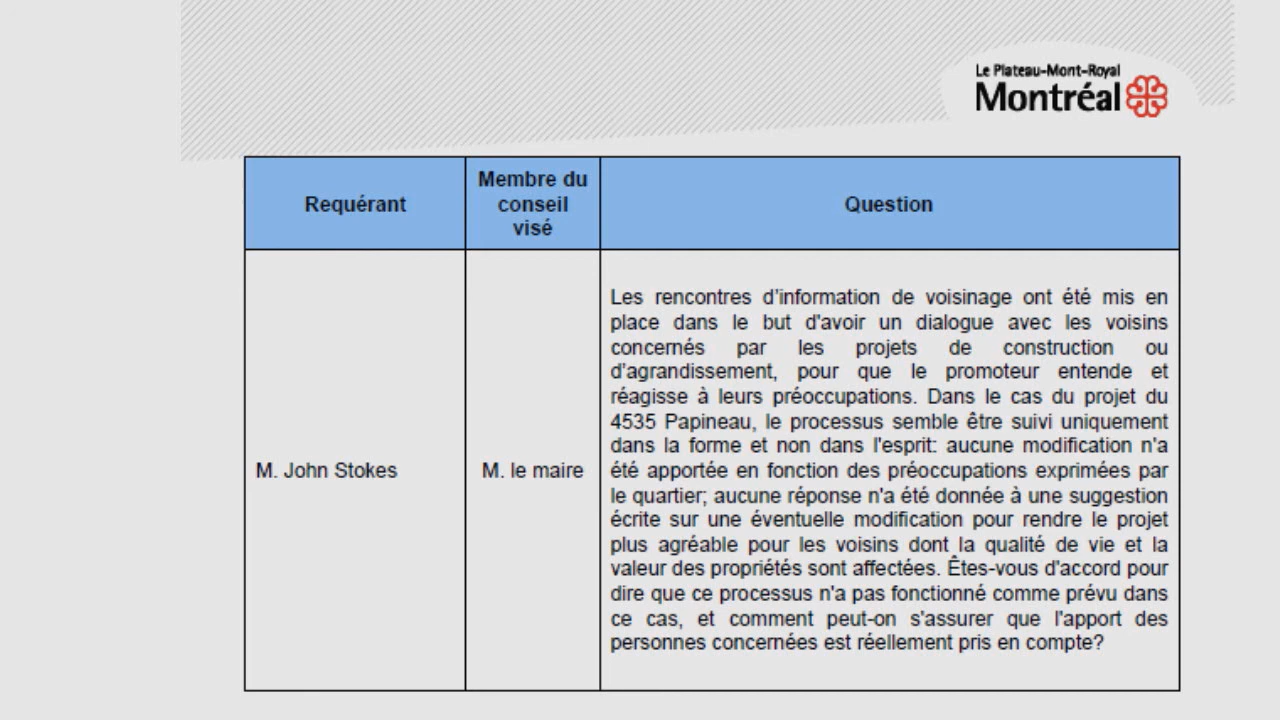 Le Plateau-Mont-Royal
Montréal
Requérant
Membre du
conseil
visé
Question
M. John Stokes
M. le maire
Les rencontres d'information de voisinage ont été mis en
place dans le but d'avoir un dialogue avec les voisins
concernés par les projets de construction ou
d'agrandissement, pour que le promoteur entende et
réagisse à leurs préoccupations. Dans le cas du projet du
4535 Papineau, le processus semble être suivi uniquement
dans la forme et non dans l'esprit: aucune modification n'a
été apportée en fonction des préoccupations exprimées par
le quartier; aucune réponse n'a été donnée à une suggestion
écrite sur une éventuelle modification pour rendre le projet
plus agréable pour les voisins dont la qualité de vie et la
valeur des propriétés sont affectées. Êtes-vous d'accord pour
dire que ce processus n'a pas fonctionné comme prévu dans
ce cas, et comment peut-on s'assurer que l'apport des
personnes concernées est réellement pris en compte?